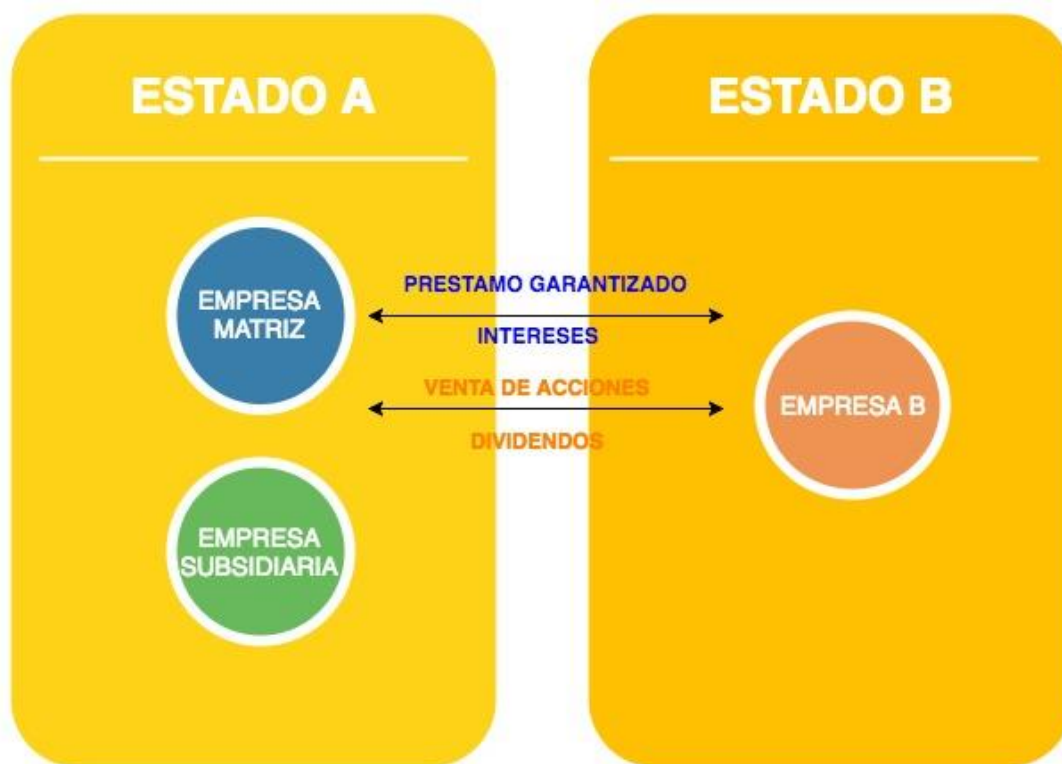 ESTADO A
ESTADO B
EMPRESA
MATRIZ
PRESTAMO GARANTIZADO
INTERESES
VENTA DE ACCIONES
DIVIDENDOS
EMPRESA B
EMPRESA
SUBSIDIARIA